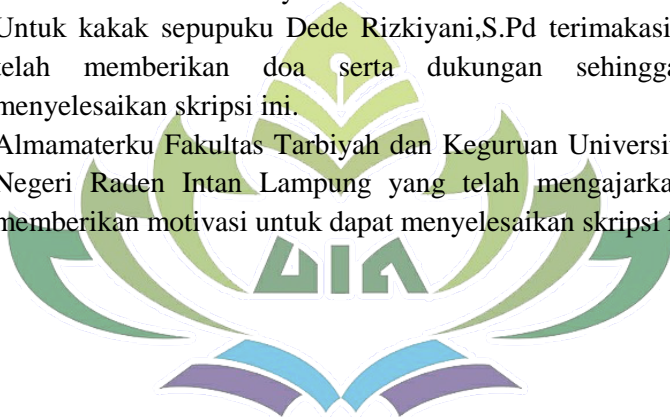 Untuk kakak sepupuku Dede Rizkiyani,S.Pd terimakasi
telah memberikan doa serta dukungan sehingga
menyelesaikan skripsi ini.
Almamaterku Fakultas Tarbiyah dan Keguruan Universi
Negeri Raden Intan Lampung yang telah mengajarka
memberikan motivasi untuk dapat menyelesaikan skripsi i
UIN